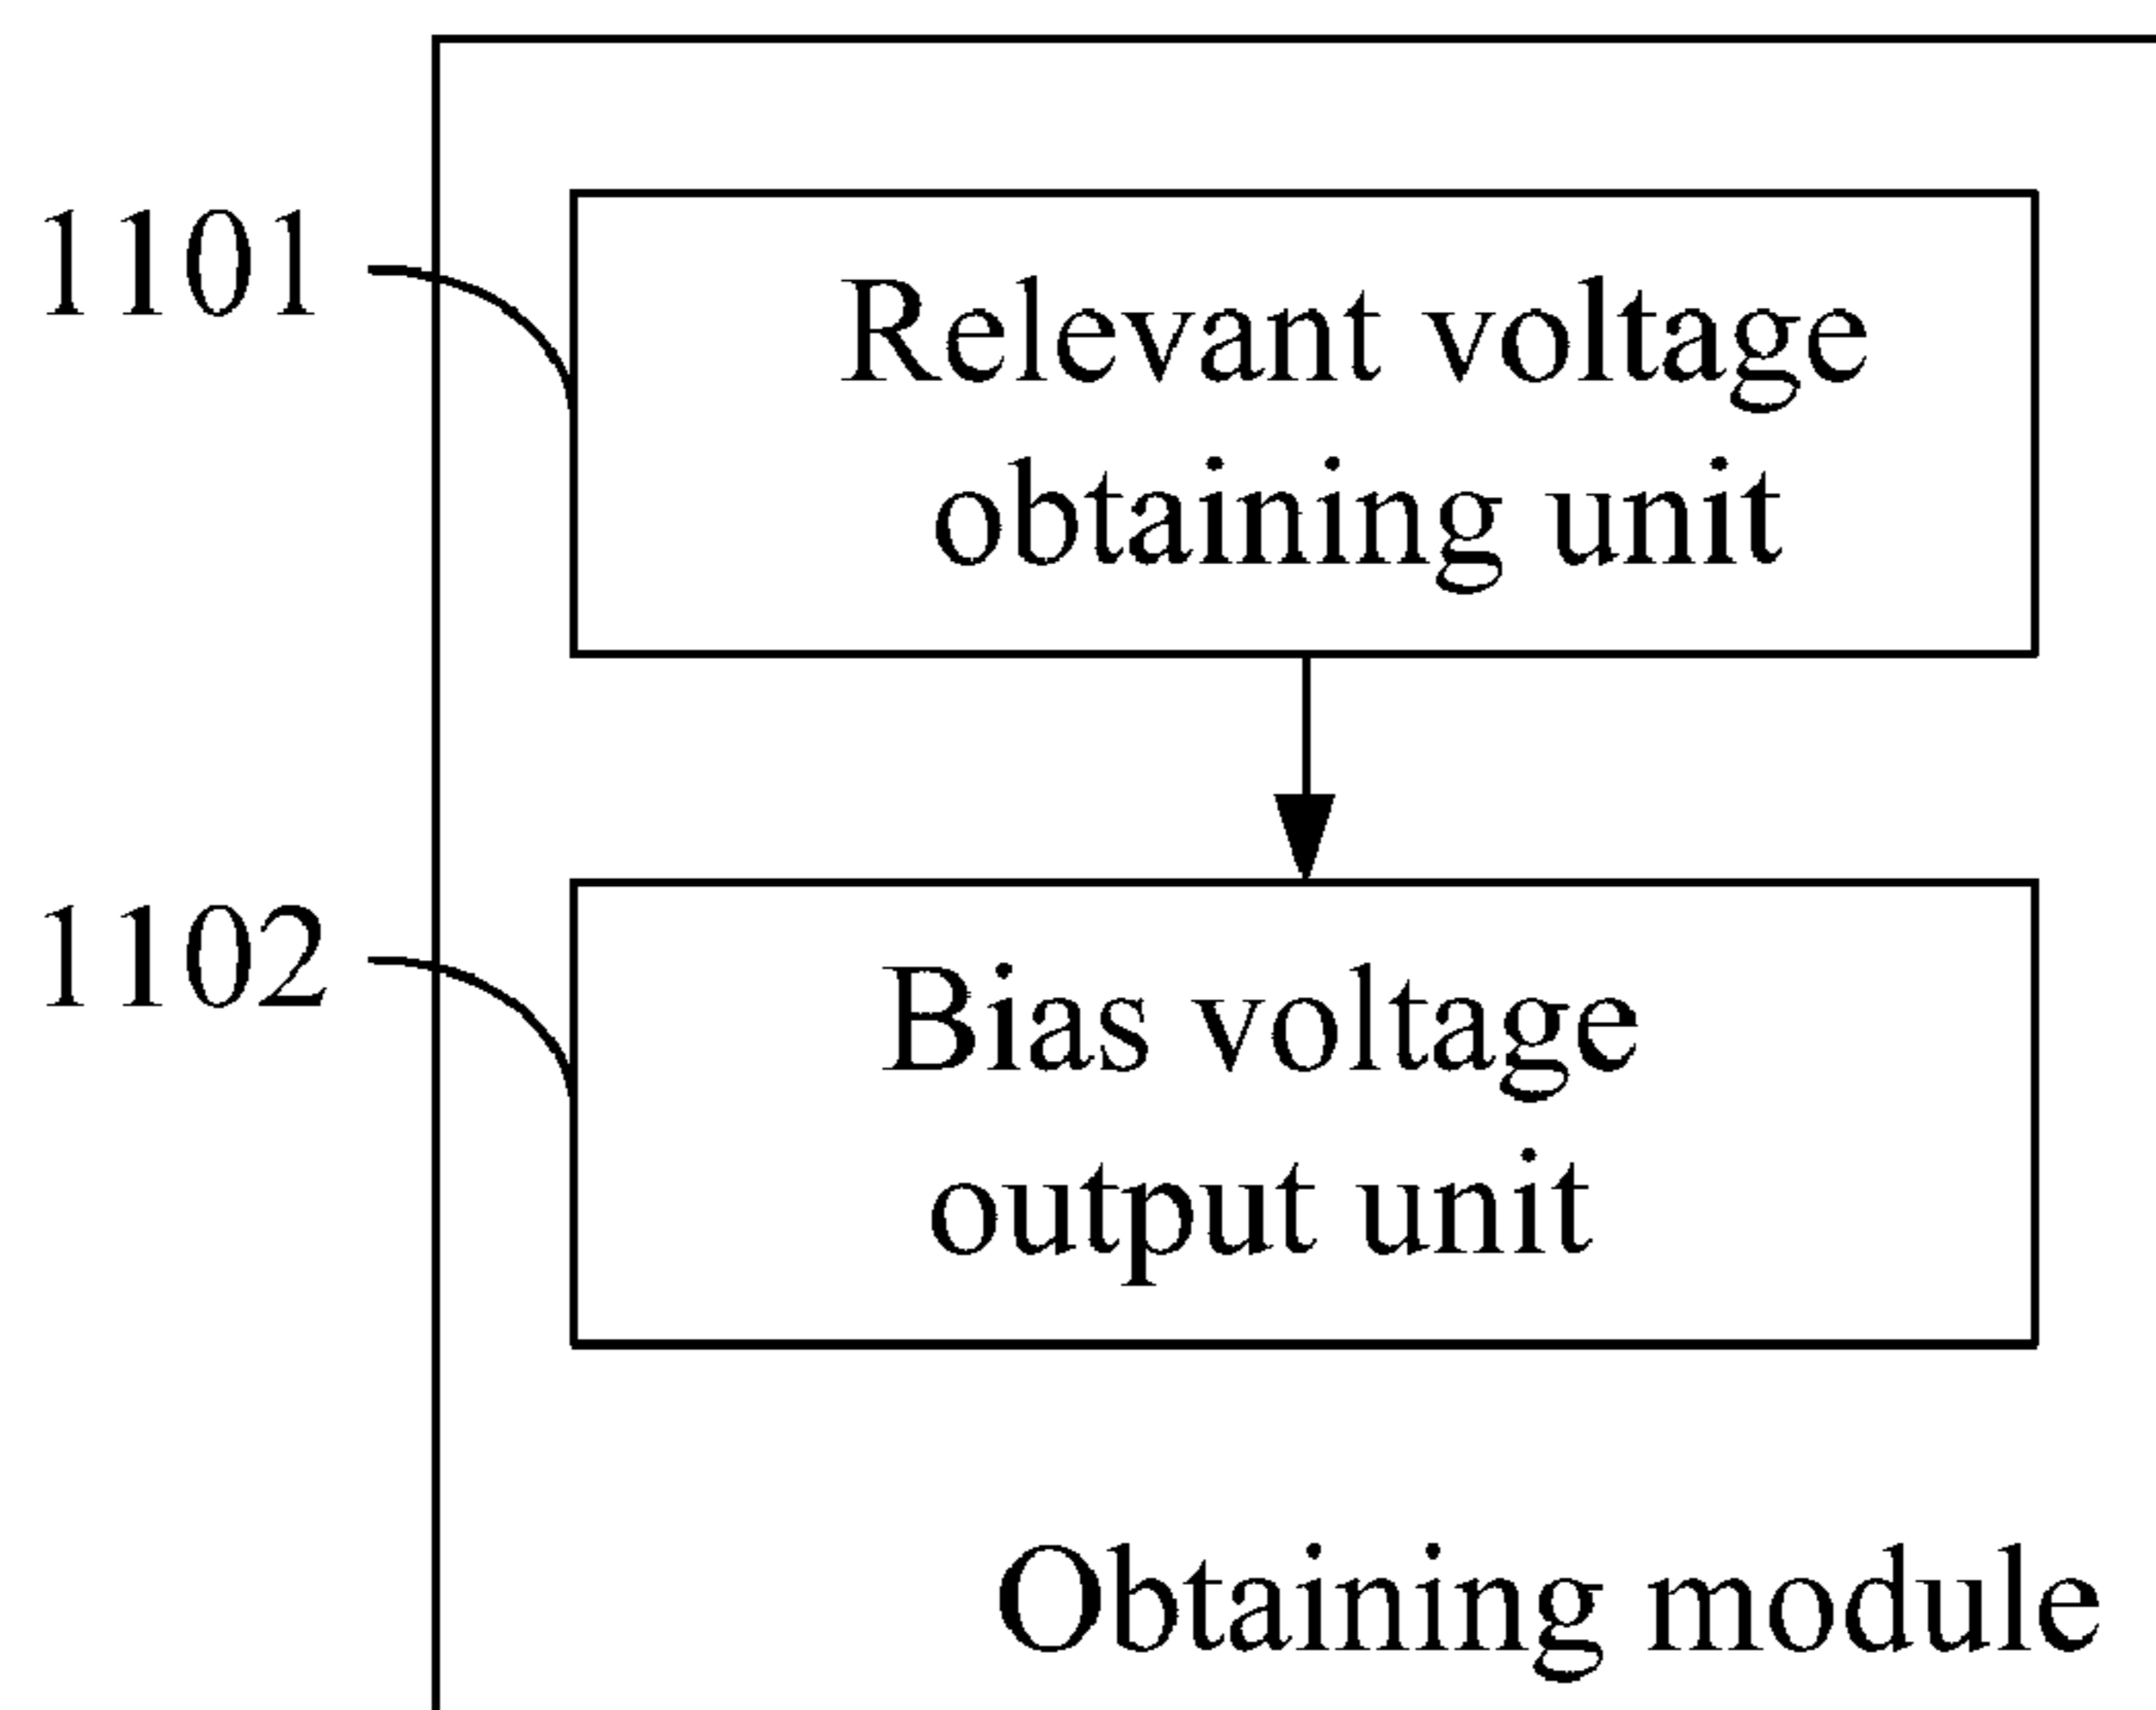 1101
Relevant voltage
obtaining unit
1102
Bias voltage
output unit
Obtaining module